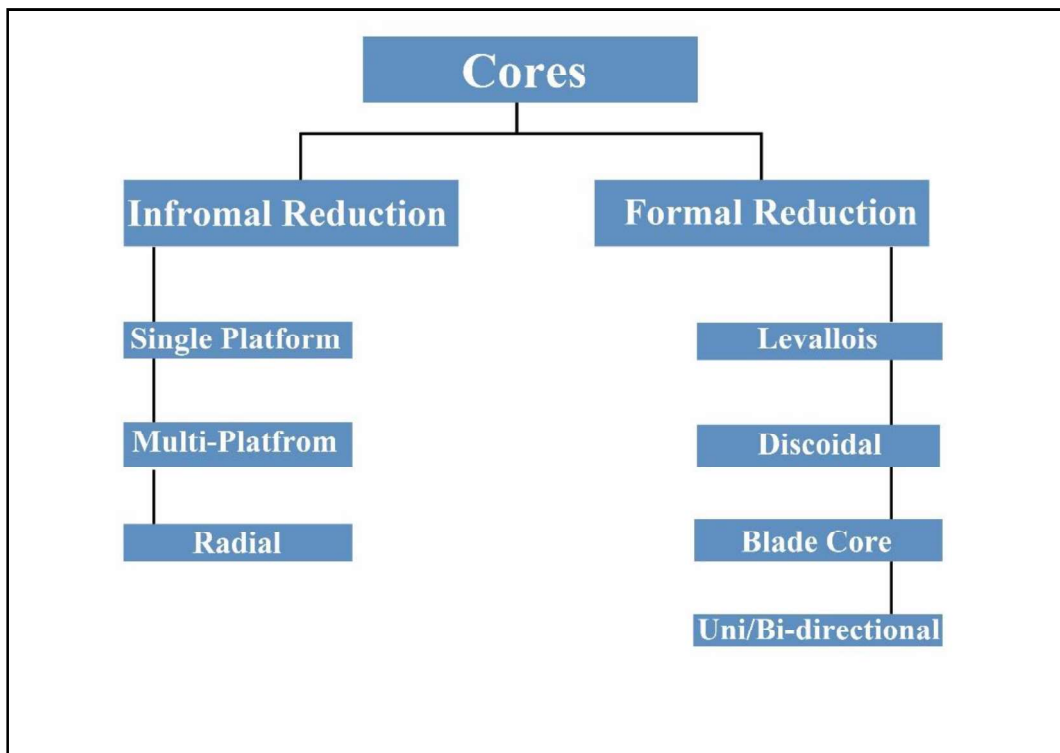 Cores
Infromal Reduction
Formal Reduction
Single Platform
Levallois
Multi-Platfrom
Discoidal
Radial
Blade Core
Uni/Bi-directional